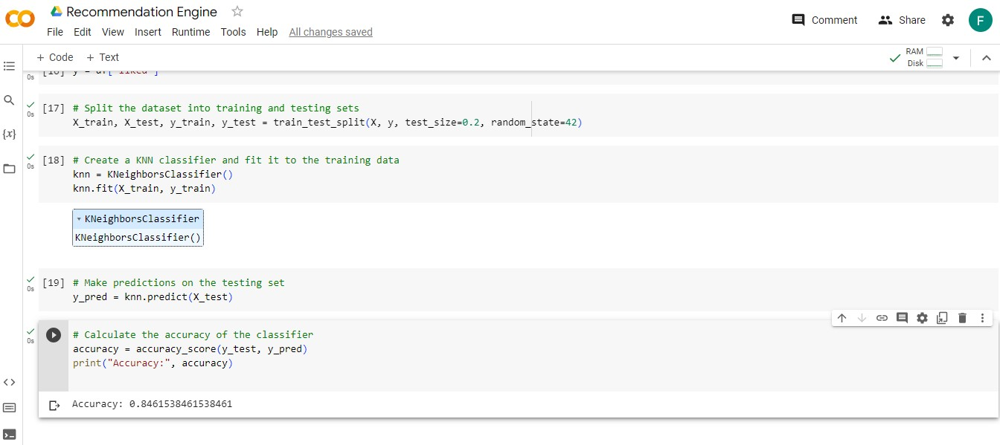 Recommendation Engine
File Edit View Insert Runtime Tools Help All changes saved
Comment Share F
+ Code + Text
RAM
Disk
0s [16] y = df['liked']
[17] # Split the dataset into training and testing sets
0s X_train, X_test, y_train, y_test = train_test_split(X, y, test_size=0.2, random_state=42)
{x}
[18] # Create a KNN classifier and fit it to the training data
0s knn = KNeighborsClassifier()
knn.fit(X_train, y_train)
KNeighborsClassifier
KNeighborsClassifier()
[19] # Make predictions on the testing set
0s y_pred = knn.predict(X_test)
# Calculate the accuracy of the classifier
0s accuracy = accuracy_score(y_test, y_pred)
print("Accuracy:", accuracy)
Accuracy: 0.8461538461538461